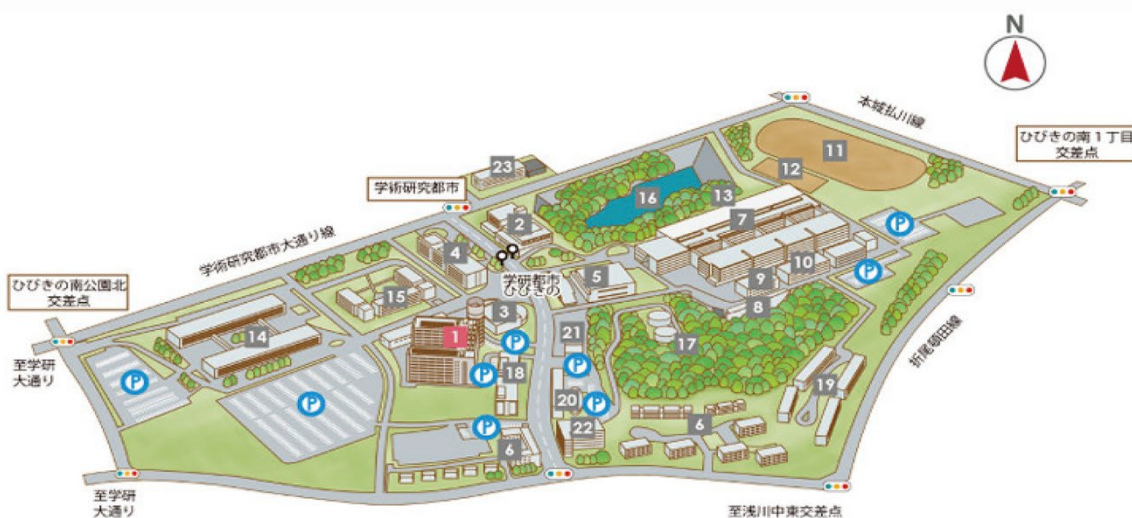 N
本城払川線
ひびきの南1丁目
交差点
11
12
23
学術研究都市
16
13
7
2
4
学研都市
ひびきの
5
10
9
8
学術研究都市大通り線
ひびきの南公園北
交差点
15
3
1
14
21
17
18
20
22
19
6
6
折尾頓田線
至学研
大通り
至学研
大通り
至浅川中東交差点
P
P
P
P
P
P
P
P
P